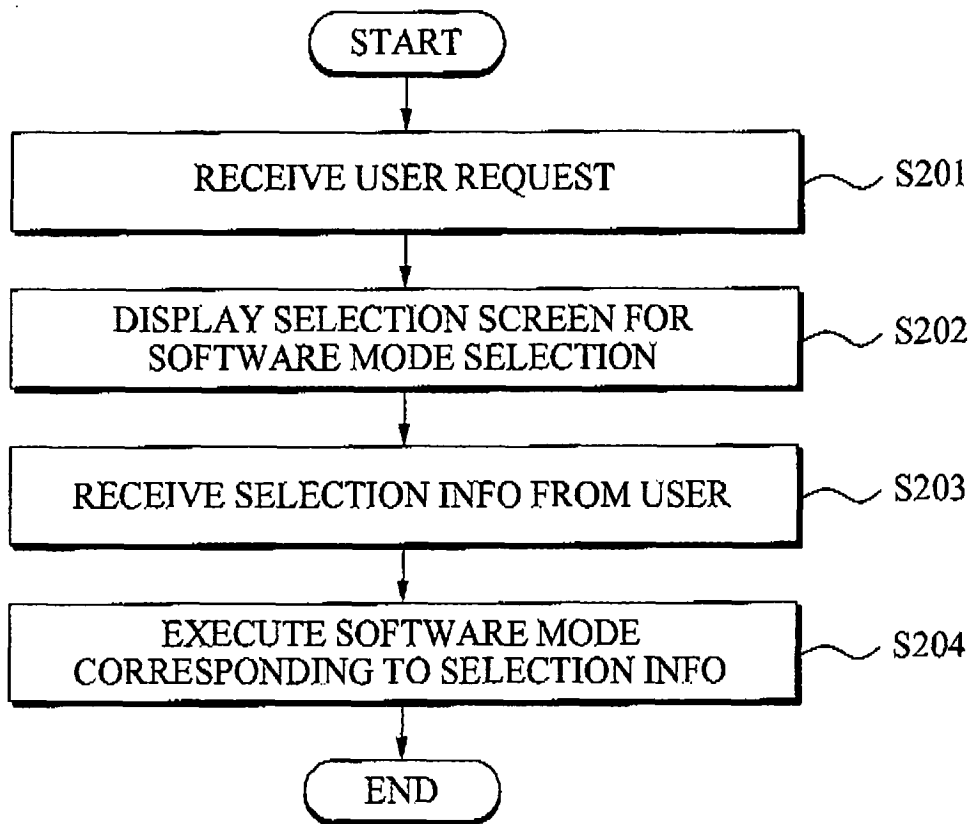 START
RECEIVE USER REQUEST
S201
DISPLAY SELECTION SCREEN FOR
SOFTWARE MODE SELECTION
S202
RECEIVE SELECTION INFO FROM USER
S203
EXECUTE SOFTWARE MODE
CORRESPONDING TO SELECTION INFO
S204
END